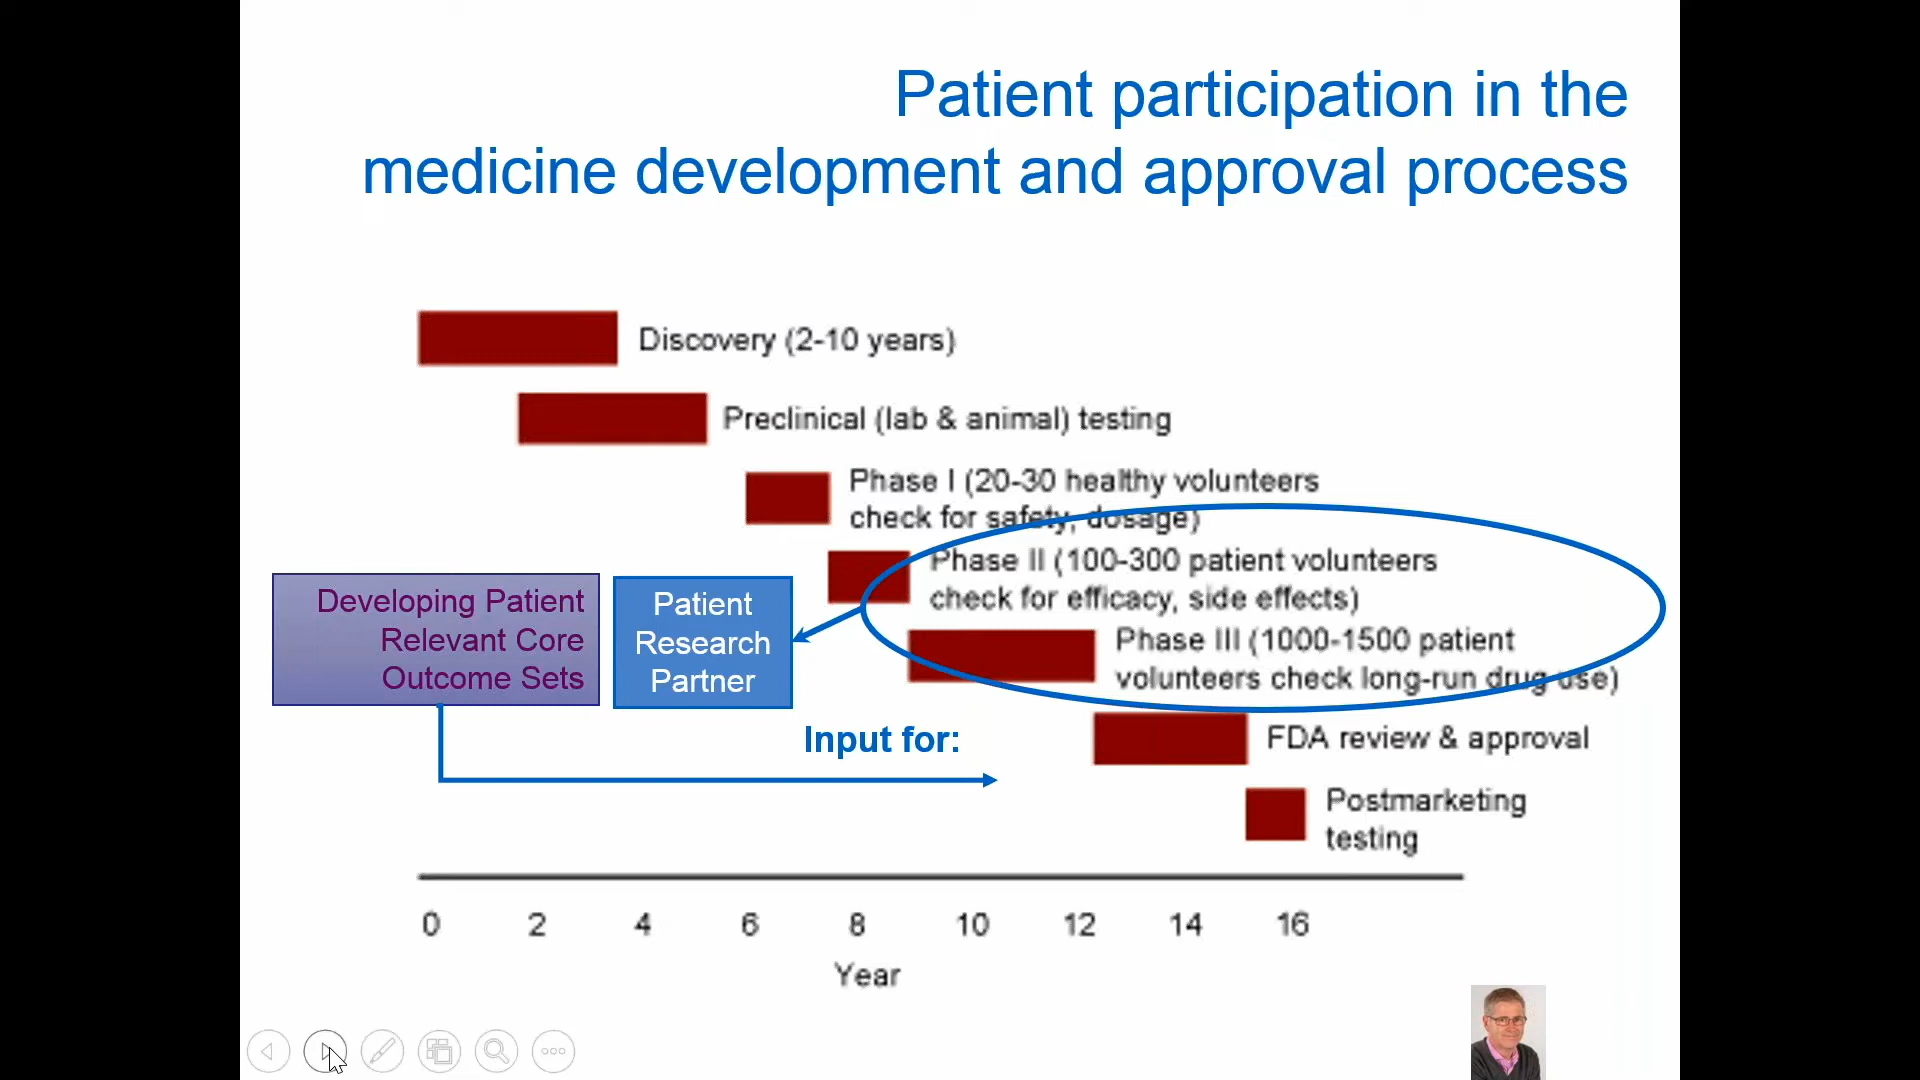 Patient participation in the
medicine development and approval process
Discovery (2-10 years)
Preclinical (lab & animal) testing
Phase I (20-30 healthy volunteers
check for safety, dosage)
Phase II (100-300 patient volunteers
check for efficacy, side effects)
Developing Patient
Relevant Core
Outcome Sets
Patient
Research
Partner
Phase III (1000-1500 patient
volunteers check long-run drug use)
Input for:
FDA review & approval
Postmarketing
testing
0 2 4 6 8 10 12 14 16
Year